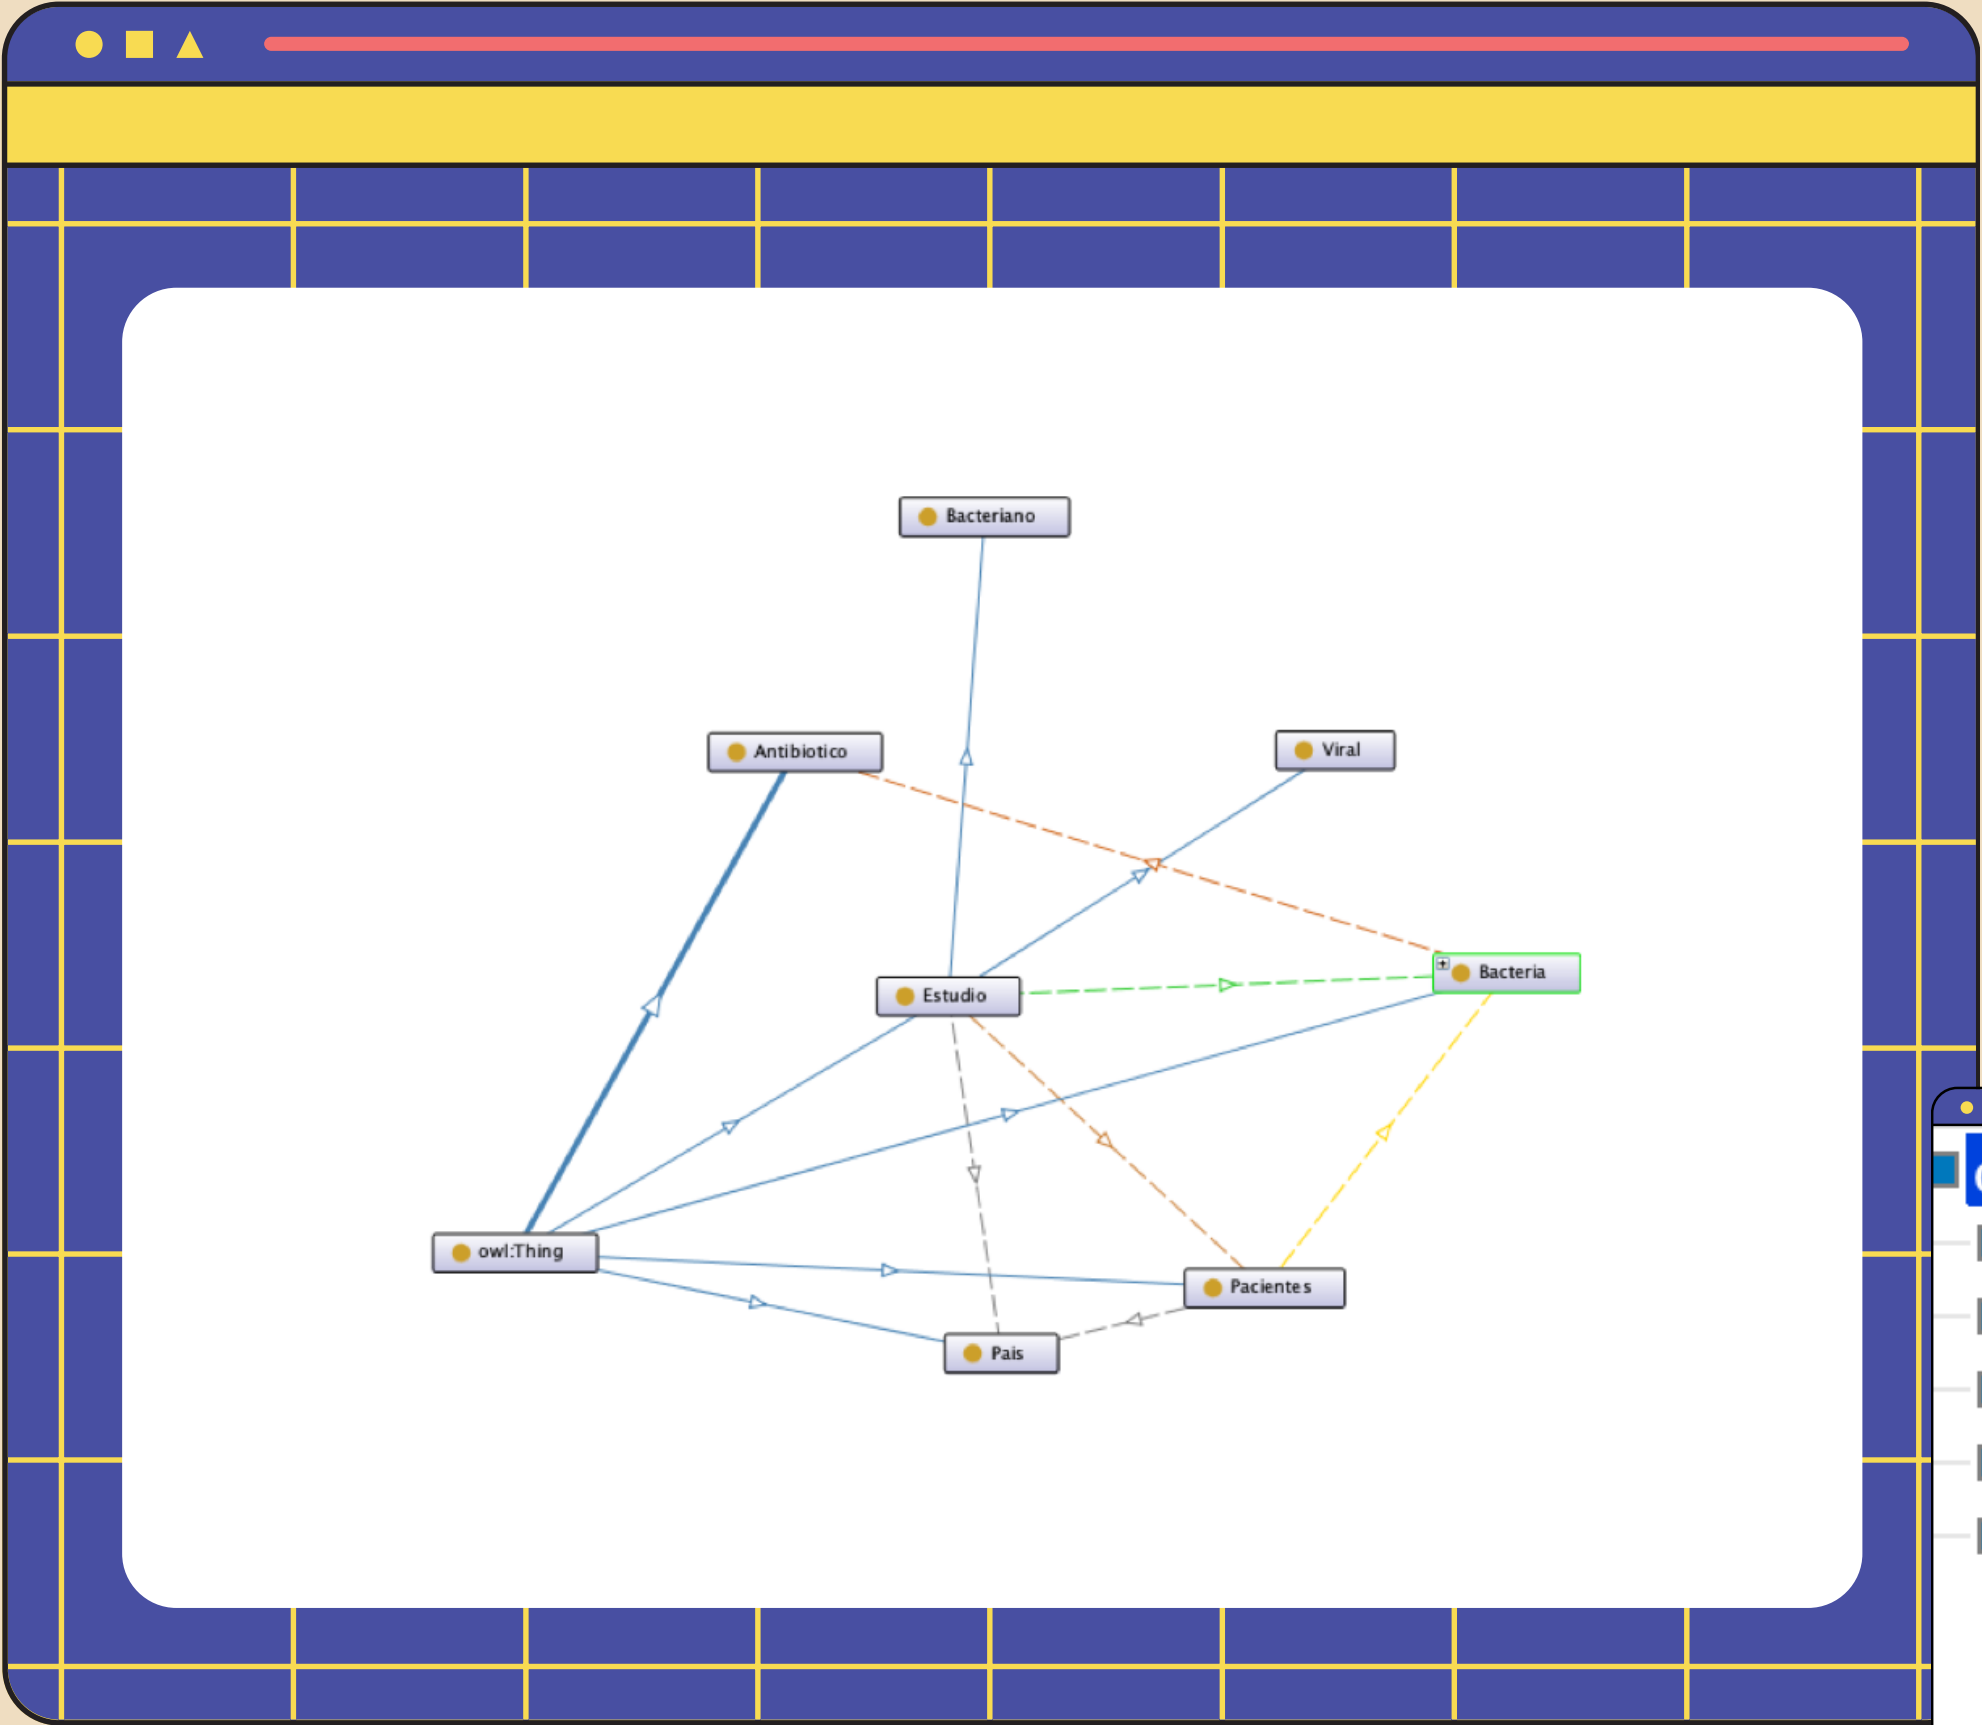 Bacteriano
Antibiotico
Viral
Estudio
Bacteria
owl:Thing
Pacientes
Pais